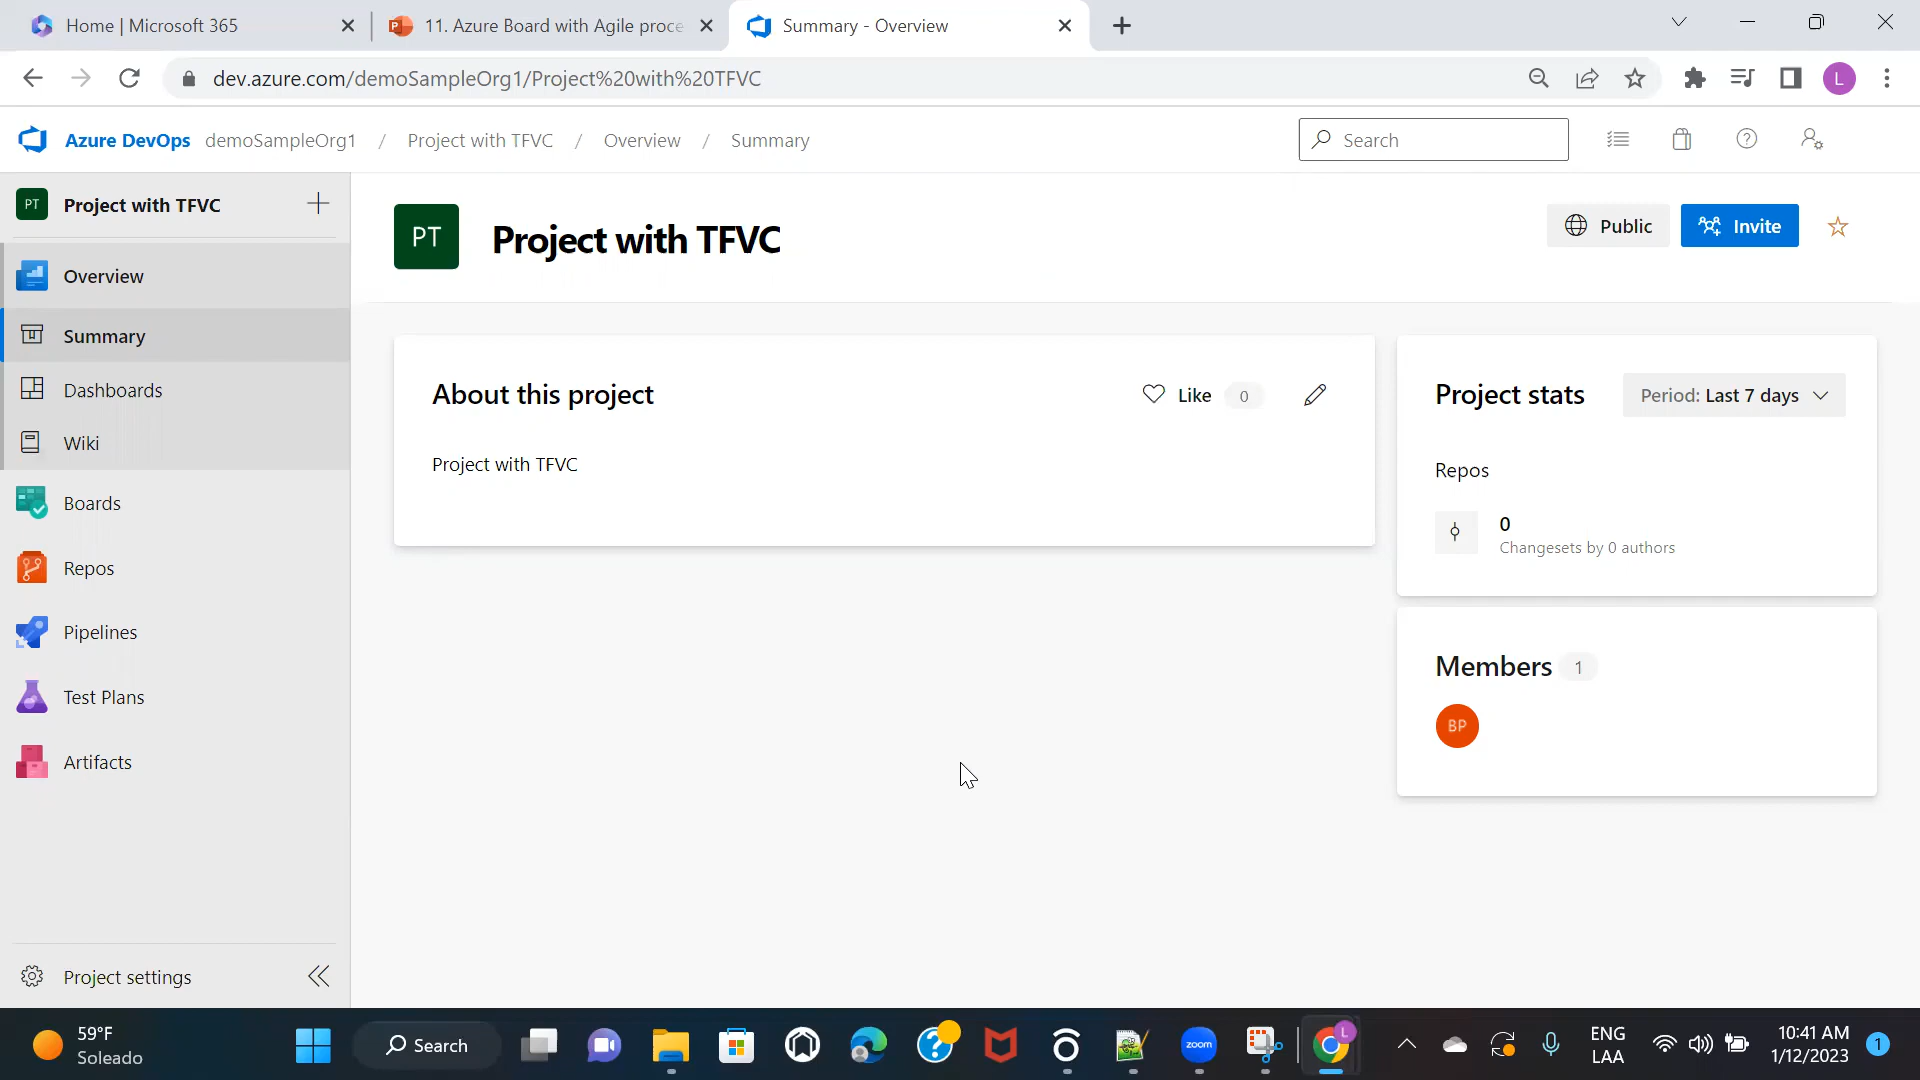 Home | Microsoft 365
11. Azure Board with Agile proce
Summary - Overview
dev.azure.com/demoSampleOrg1/Project%20with%20TFVC
L
Azure DevOps demoSampleOrg1 / Project with TFVC / Overview / Summary
Search
PT Project with TFVC
Overview
Summary
Dashboards
Wiki
Boards
Repos
Pipelines
Test Plans
Artifacts
Project settings
PT Project with TFVC
Public
Invite
About this project
Like 0
Project with TFVC
Project stats
Period: Last 7 days
Repos
0
Changesets by 0 authors
Members 1
BP
59°F
Soleado
Search
zoom
L
ENG
LAA
10:41 AM
1/12/2023
1